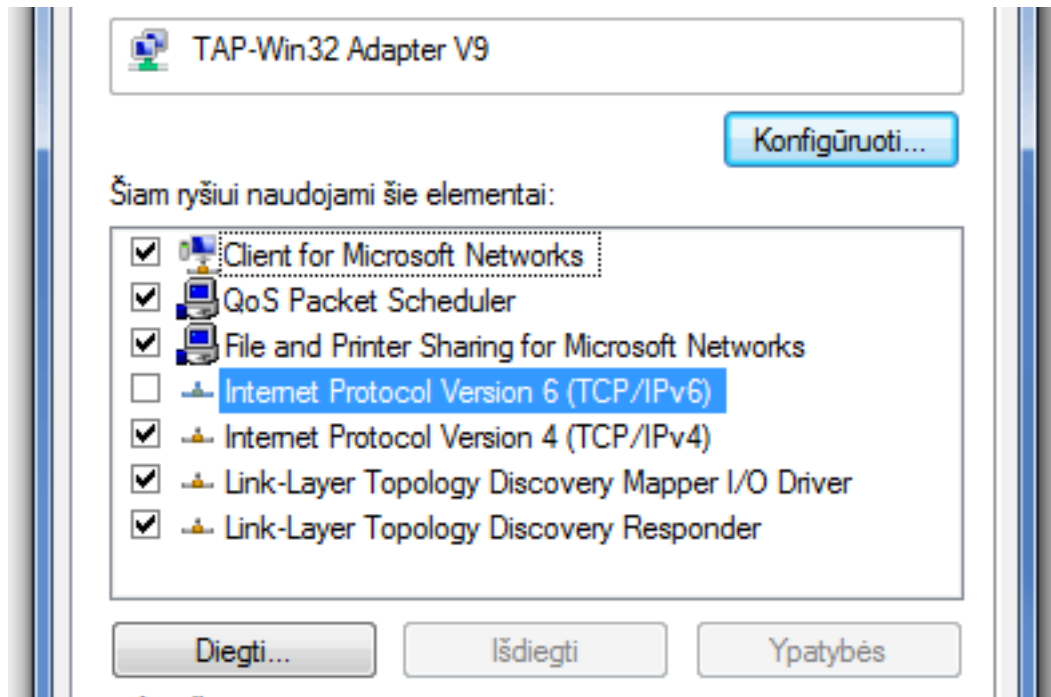 TAP-Win32 Adapter V9
Konfigūruoti...
Šiam ryšiui naudojami šie elementai:
Client for Microsoft Networks
QoS Packet Scheduler
File and Printer Sharing for Microsoft Networks
Internet Protocol Version 6 (TCP/IPv6)
Internet Protocol Version 4 (TCP/IPv4)
Link-Layer Topology Discovery Mapper I/O Driver
Link-Layer Topology Discovery Responder
Diegti... Išdiegti Ypatybės